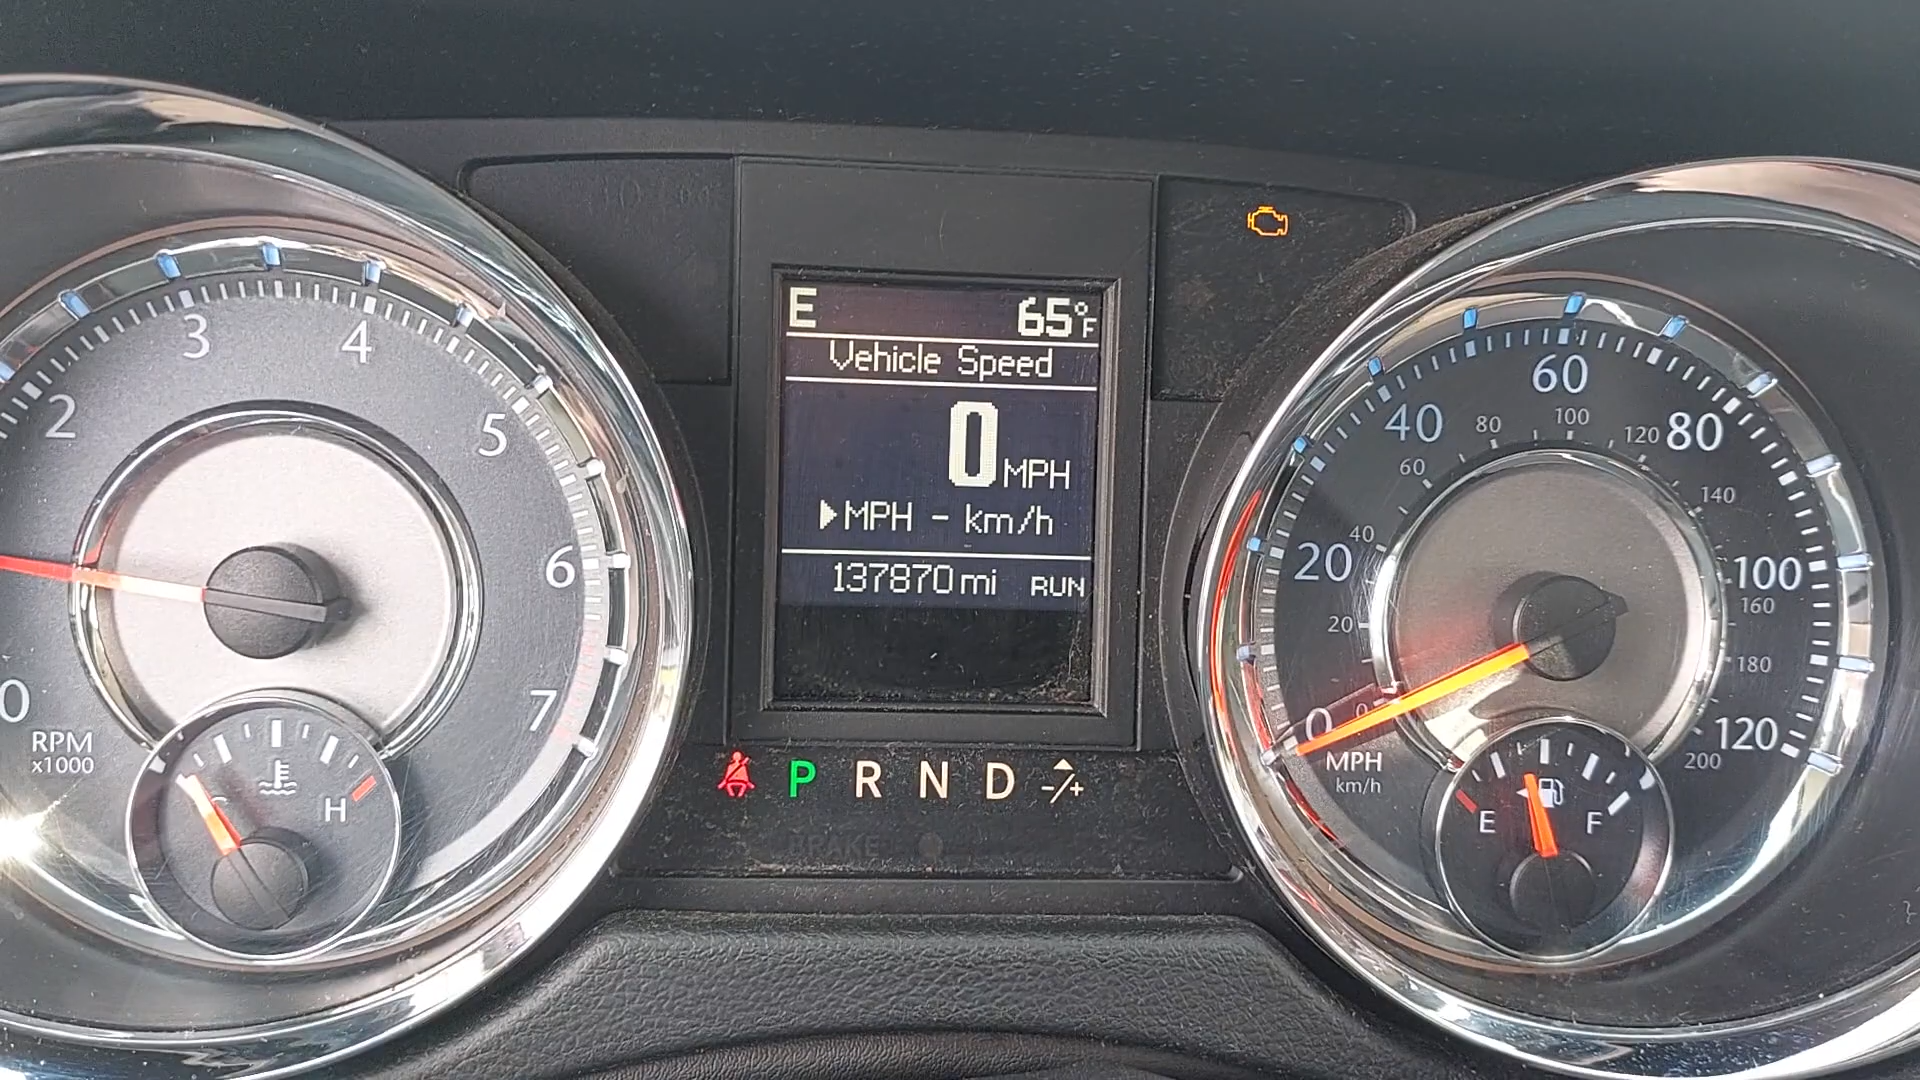 E 65°F
Vehicle Speed
0 MPH
MPH - km/h
137870 mi RUN
P R N D -/+
BRAKE
0 2 3 4 5 6 7
RPM
x1000
H
0 20 40 60 80 100 120
0 20 40 60 80 100 120 140 160 180 200
MPH
km/h
E F